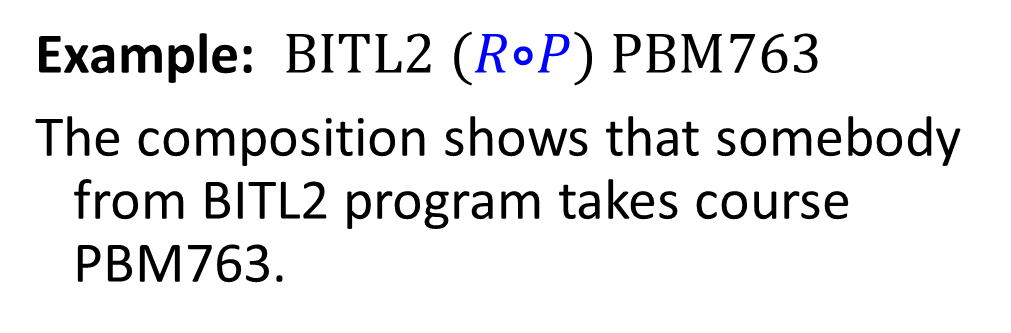 Example: BITL2 (R∘P) PBM763
The composition shows that somebody
from BITL2 program takes course
PBM763.